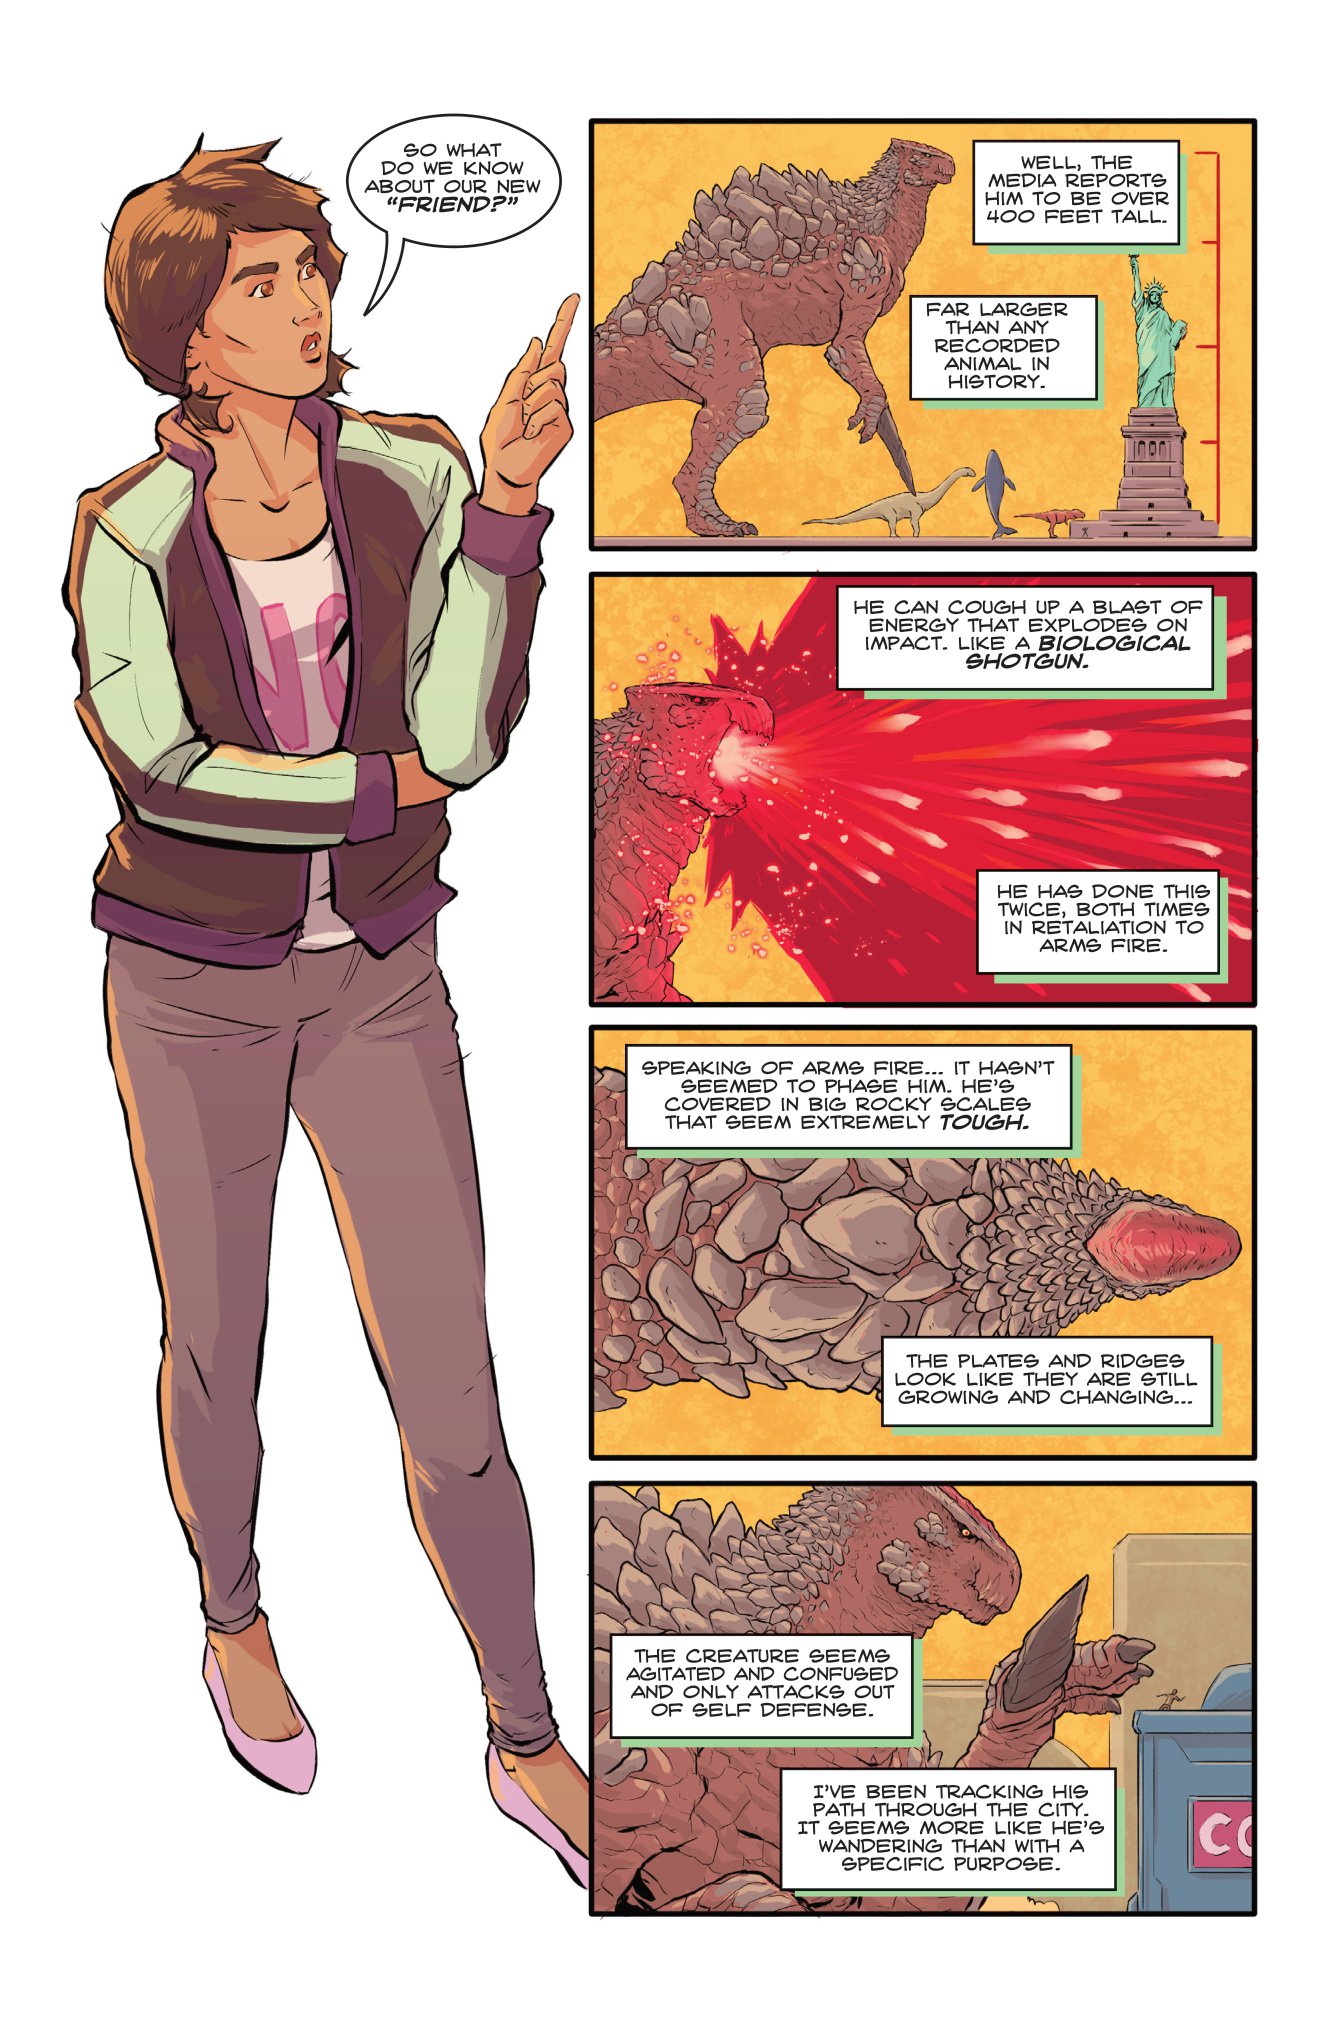 SO WHAT
DO WE KNOW
ABOUT OUR NEW
"FRIEND?"
WELL, THE
MEDIA REPORTS
HIM TO BE OVER
400 FEET TALL.
FAR LARGER
THAN ANY
RECORDED
ANIMAL IN
HISTORY.
HE CAN COUGH UP A BLAST OF
ENERGY THAT EXPLODES ON
IMPACT. LIKE A BIOLOGICAL
SHOTGUN.
HE HAS DONE THIS
TWICE, BOTH TIMES
IN RETALIATION TO
ARMS FIRE.
SPEAKING OF ARMS FIRE... IT HASN'T
SEEMED TO PHASE HIM. HE'S
COVERED IN BIG ROCKY SCALES
THAT SEEM EXTREMELY TOUGH.
THE PLATES AND RIDGES
LOOK LIKE THEY ARE STILL
GROWING AND CHANGING...
THE CREATURE SEEMS
AGITATED AND CONFUSED
AND ONLY ATTACKS OUT
OF SELF DEFENSE.
I'VE BEEN TRACKING HIS
PATH THROUGH THE CITY.
IT SEEMS MORE LIKE HE'S
WANDERING THAN WITH A
SPECIFIC PURPOSE.